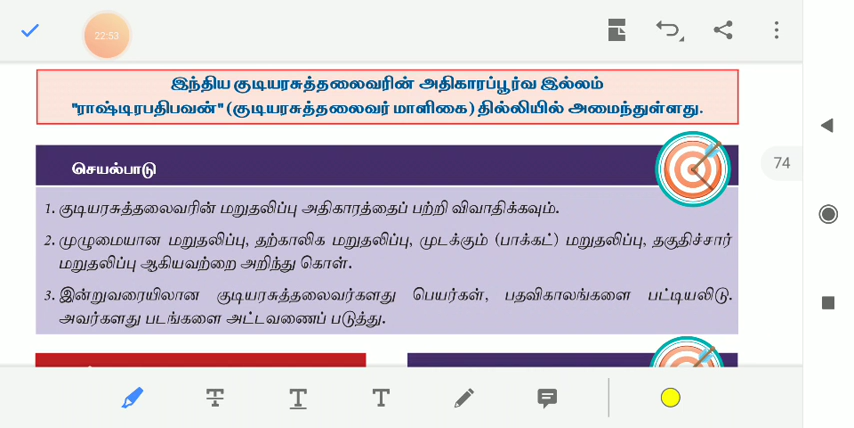 22:53
இந்திய குடியரசுத்தலைவரின் அதிகாரப்பூர்வ இல்லம்
"ராஷ்டிரபதிபவன்" (குடியரசுத்தலைவர் மாளிகை) தில்லியில் அமைந்துள்ளது.
செயல்பாடு
74
1. குடியரசுத்தலைவரின் மறுதலிப்பு அதிகாரத்தைப் பற்றி விவாதிக்கவும்.
2. முழுமையான மறுதலிப்பு, தற்காலிக மறுதலிப்பு, முடக்கும் (பாக்கட்) மறுதலிப்பு, தகுதிச்சார்
மறுதலிப்பு ஆகியவற்றை அறிந்து கொள்.
3. இன்றுவரையிலான குடியரசுத்தலைவர்களது பெயர்கள், பதவிகாலங்களை பட்டியலிடு.
அவர்களது படங்களை அட்டவணைப் படுத்து.
T T T